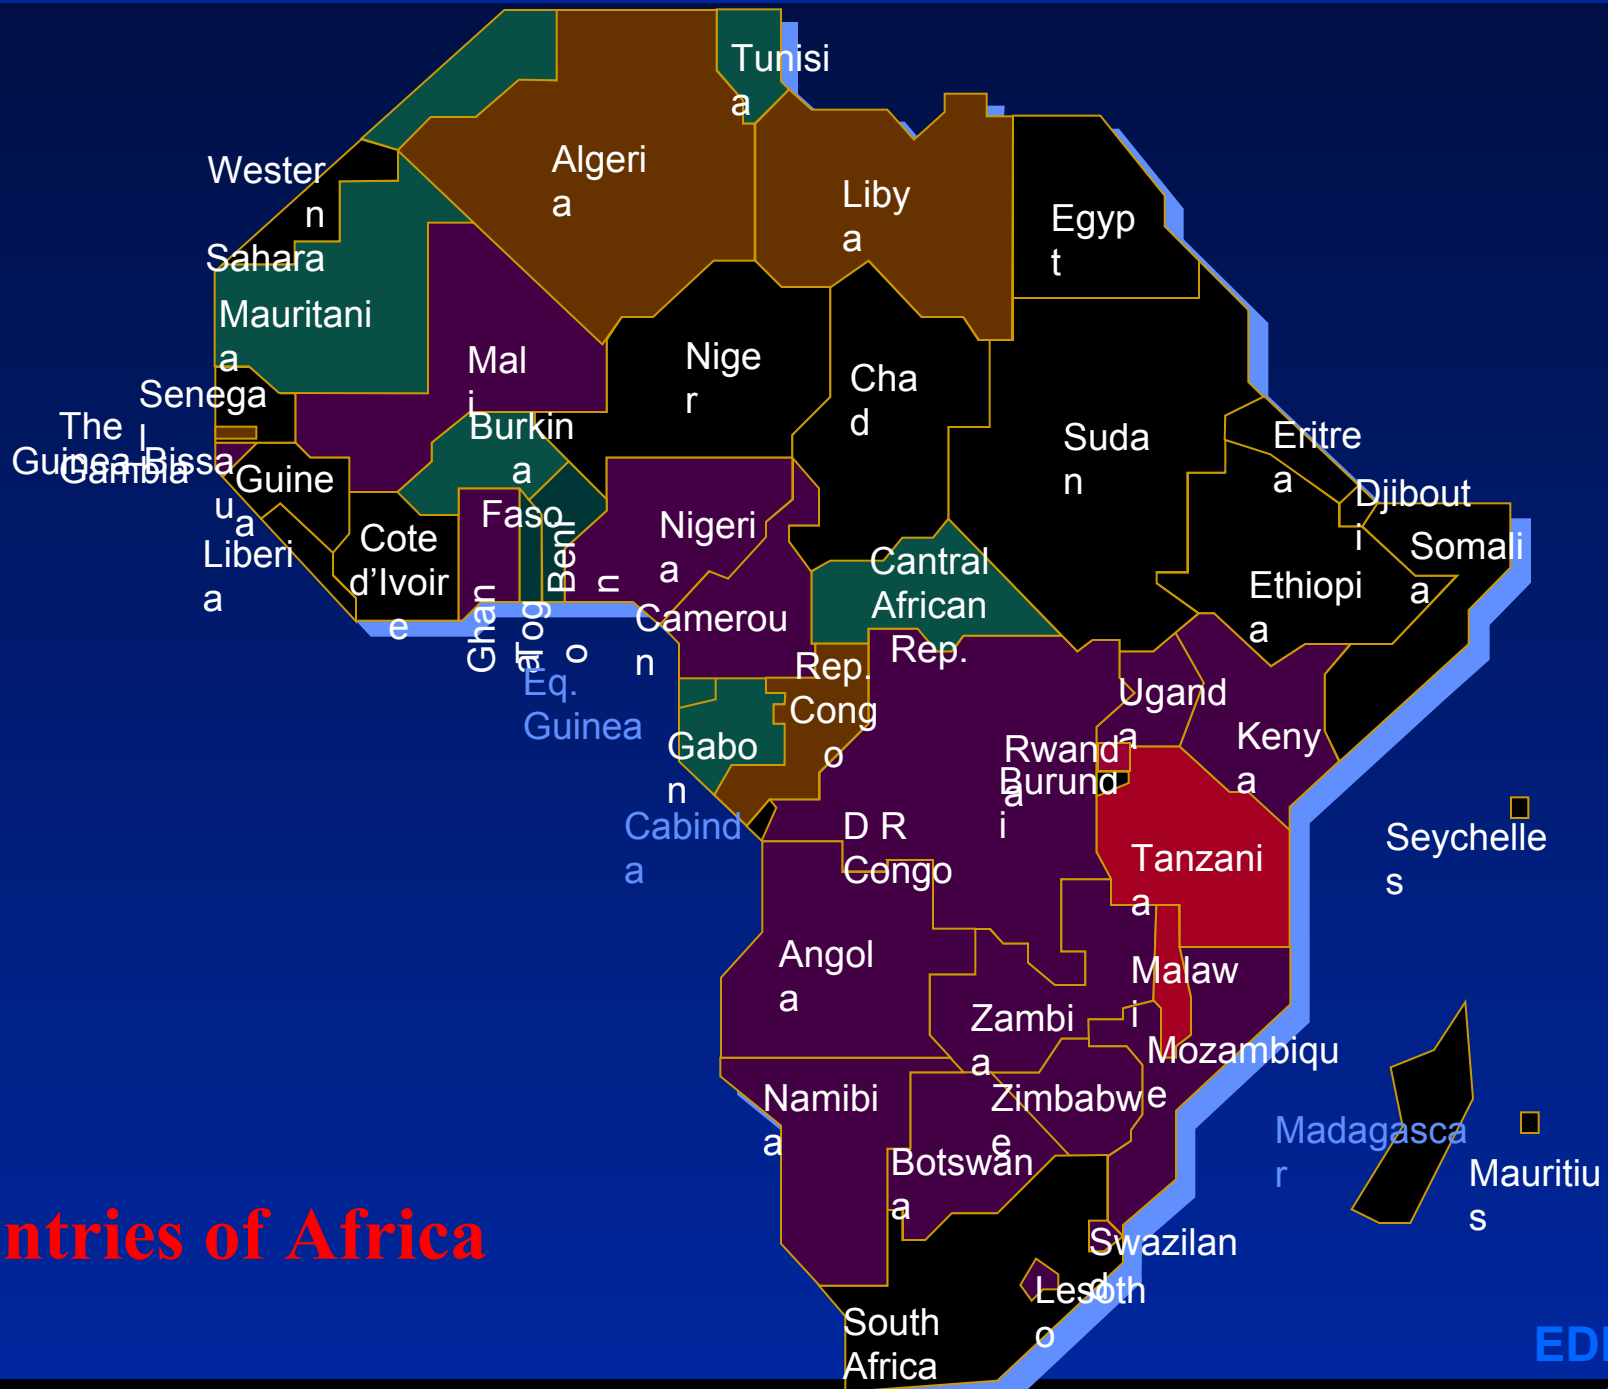 Tunisi
a
Algeri
a
Wester
n
Sahara
Liby
a
Egyp
t
Mauritani
a
Mal
i
Nige
r
Cha
d
Suda
n
Senega
l
The
Gambia
Guinea-Bissa
u
Guine
a
Burkin
a
Faso
Eritre
a
Djibout
i
Somali
a
Ethiopi
a
Liberi
a
Cote
d’Ivoir
e
Ghan
a
Tog
o
Beni
n
Nigeri
a
Cantral
African
Rep.
Camerou
n
Eq.
Guinea
Rep.
Cong
o
Gabo
n
Cabind
a
Ugand
a
Keny
a
Rwand
a
Burund
i
D R
Congo
Tanzani
a
Seychelle
s
Angol
a
Zambi
a
Malaw
i
Mozambiqu
e
Namibi
a
Zimbabw
e
Botswan
a
Madagasca
r
Mauritiu
s
Swazilan
d
Lesoth
o
South
Africa
ntries of Africa